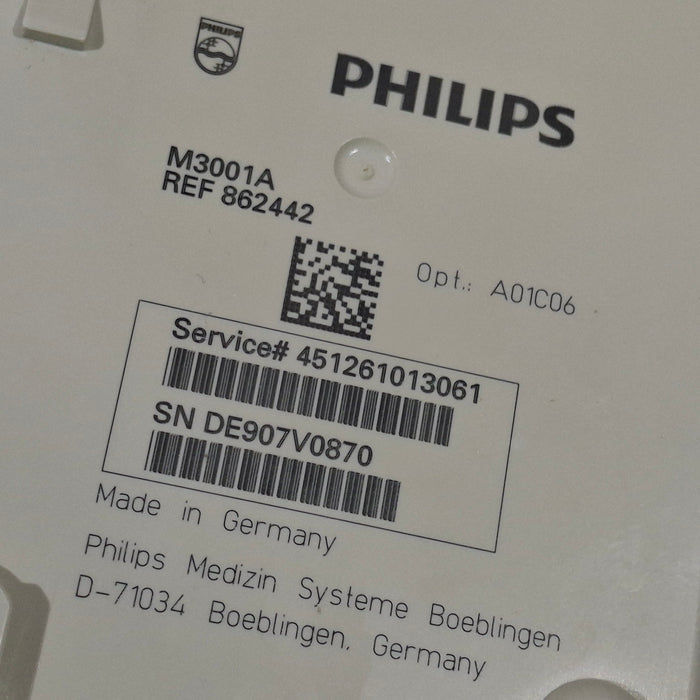 PHILIPS
PHILIPS
M3001A
REF 862442
Opt.: A01C06
Service# 451261013061
SN DE907V0870
Made in Germany
Philips Medizin Systeme Boeblingen
D-71034 Boeblingen, Germany